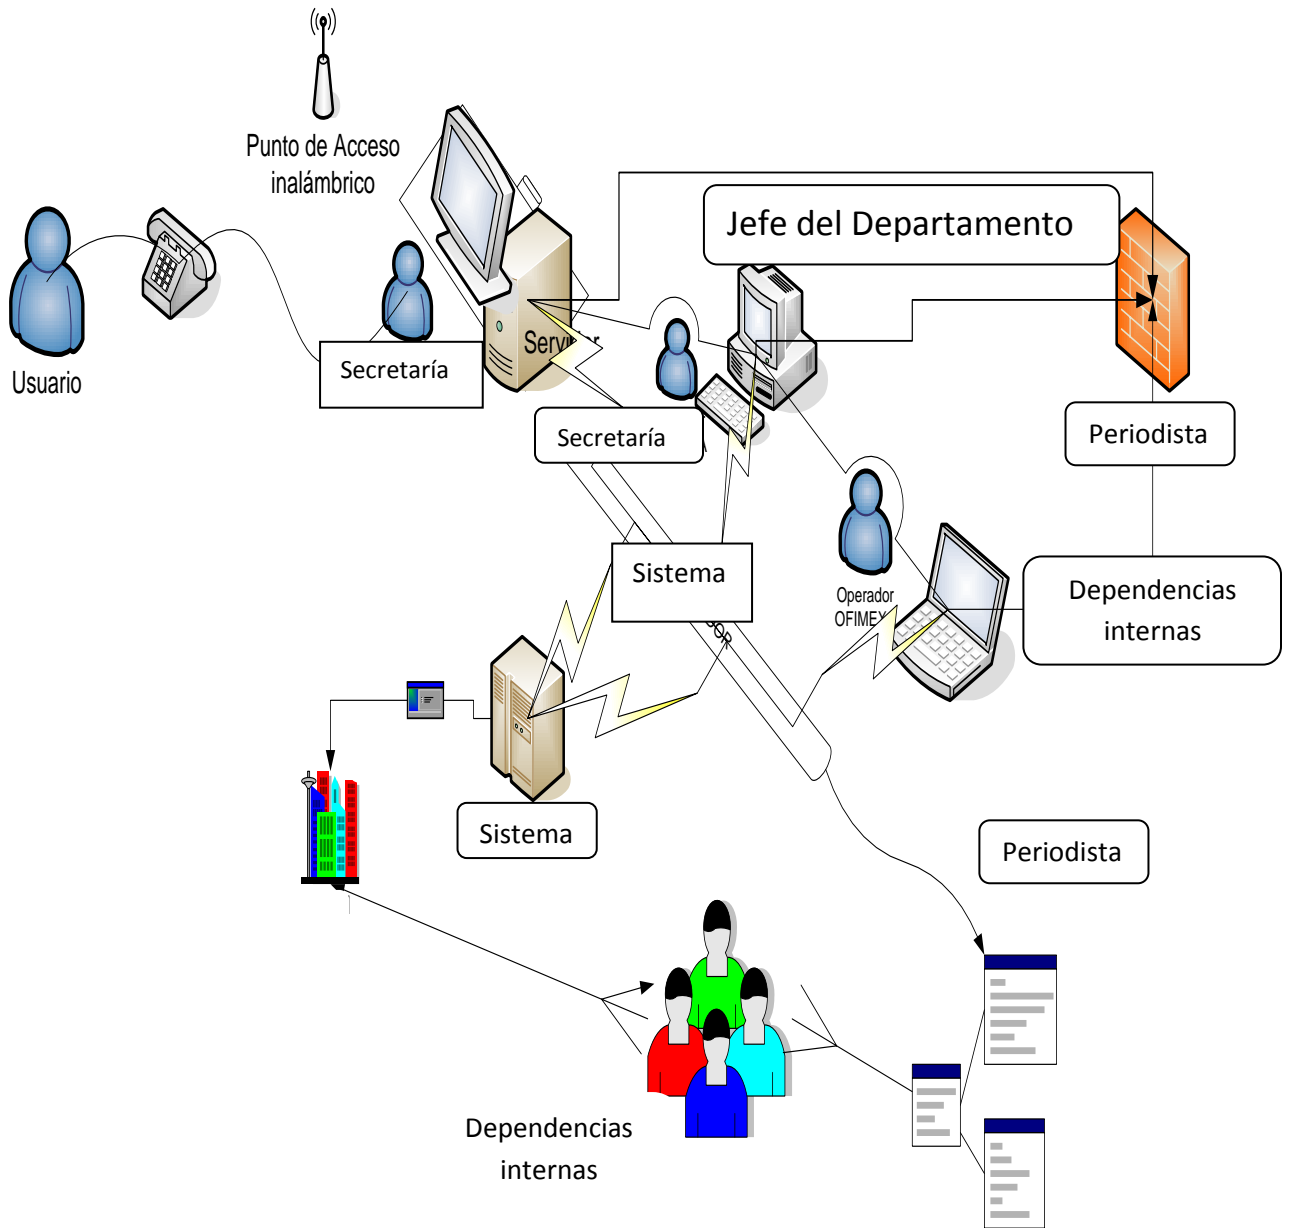 Punto de Acceso
inalámbrico
Jefe del Departamento
Usuario
Secretaría
Secretaría
Periodista
Sistema
Operador
Dependencias
internas
Sistema
Periodista
Dependencias
internas